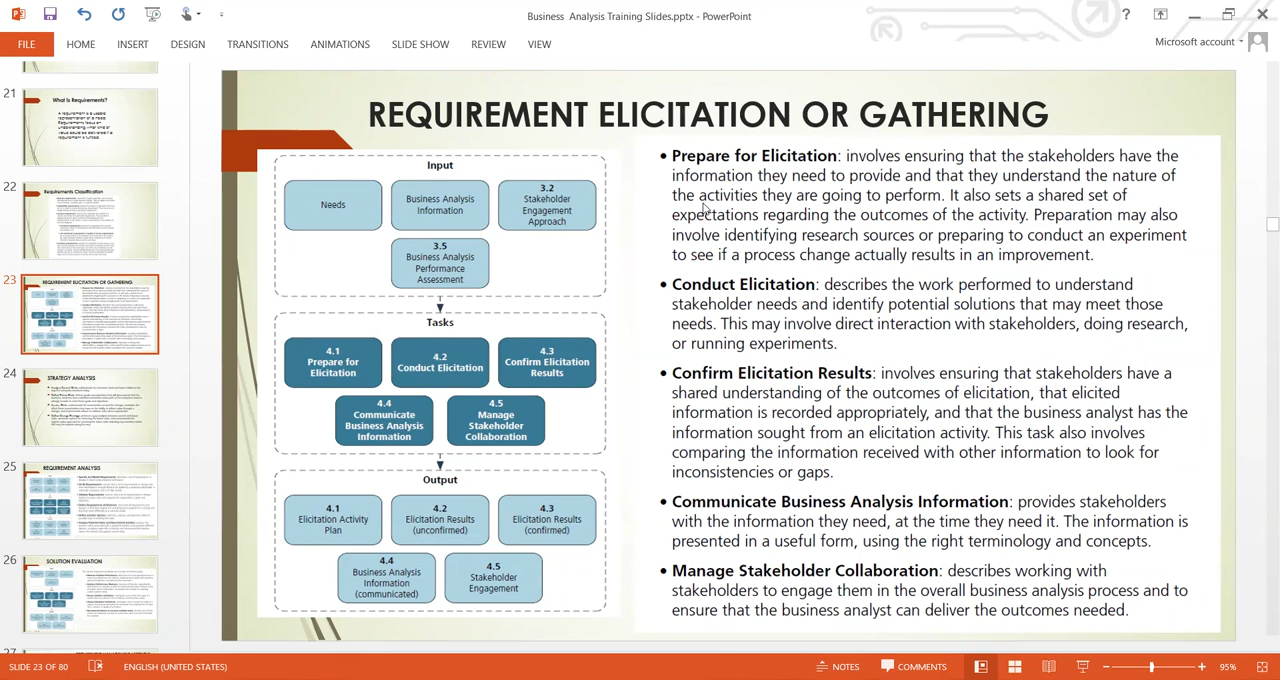 Business Analysis Training Slides.pptx - PowerPoint
?
FILE HOME INSERT DESIGN TRANSITIONS ANIMATIONS SLIDE SHOW REVIEW VIEW
Microsoft account
21
What Is Requirements?
22
Requirements Classification
23
REQUIREMENT ELICITATION OR GATHERING
24
STRATEGY ANALYSIS
25
REQUIREMENT ANALYSIS
26
SOLUTION EVALUATION
27
REQUIREMENT ELICITATION OR GATHERING
Input
Needs
Business Analysis
Information
3.2
Stakeholder
Engagement
Approach
3.5
Business Analysis
Performance
Assessment
Tasks
4.1
Prepare for
Elicitation
4.2
Conduct Elicitation
4.3
Confirm Elicitation
Results
4.4
Communicate
Business Analysis
Information
4.5
Manage
Stakeholder
Collaboration
Output
4.1
Elicitation Activity
Plan
4.2
Elicitation Results
(unconfirmed)
4.3
Elicitation Results
(confirmed)
4.4
Business Analysis
Information
(communicated)
4.5
Stakeholder
Engagement
• Prepare for Elicitation: involves ensuring that the stakeholders have the
information they need to provide and that they understand the nature of
the activities they are going to perform. It also sets a shared set of
expectations regarding the outcomes of the activity. Preparation may also
involve identifying research sources or preparing to conduct an experiment
to see if a process change actually results in an improvement.
• Conduct Elicitation: describes the work performed to understand
stakeholder needs and identify potential solutions that may meet those
needs. This may involve direct interaction with stakeholders, doing research,
or running experiments.
• Confirm Elicitation Results: involves ensuring that stakeholders have a
shared understanding of the outcomes of elicitation, that elicited
information is recorded appropriately, and that the business analyst has the
information sought from an elicitation activity. This task also involves
comparing the information received with other information to look for
inconsistencies or gaps.
• Communicate Business Analysis Information: provides stakeholders
with the information they need, at the time they need it. The information is
presented in a useful form, using the right terminology and concepts.
• Manage Stakeholder Collaboration: describes working with
stakeholders to engage them in the overall business analysis process and to
ensure that the business analyst can deliver the outcomes needed.
SLIDE 23 OF 80 ENGLISH (UNITED STATES) NOTES COMMENTS 95%